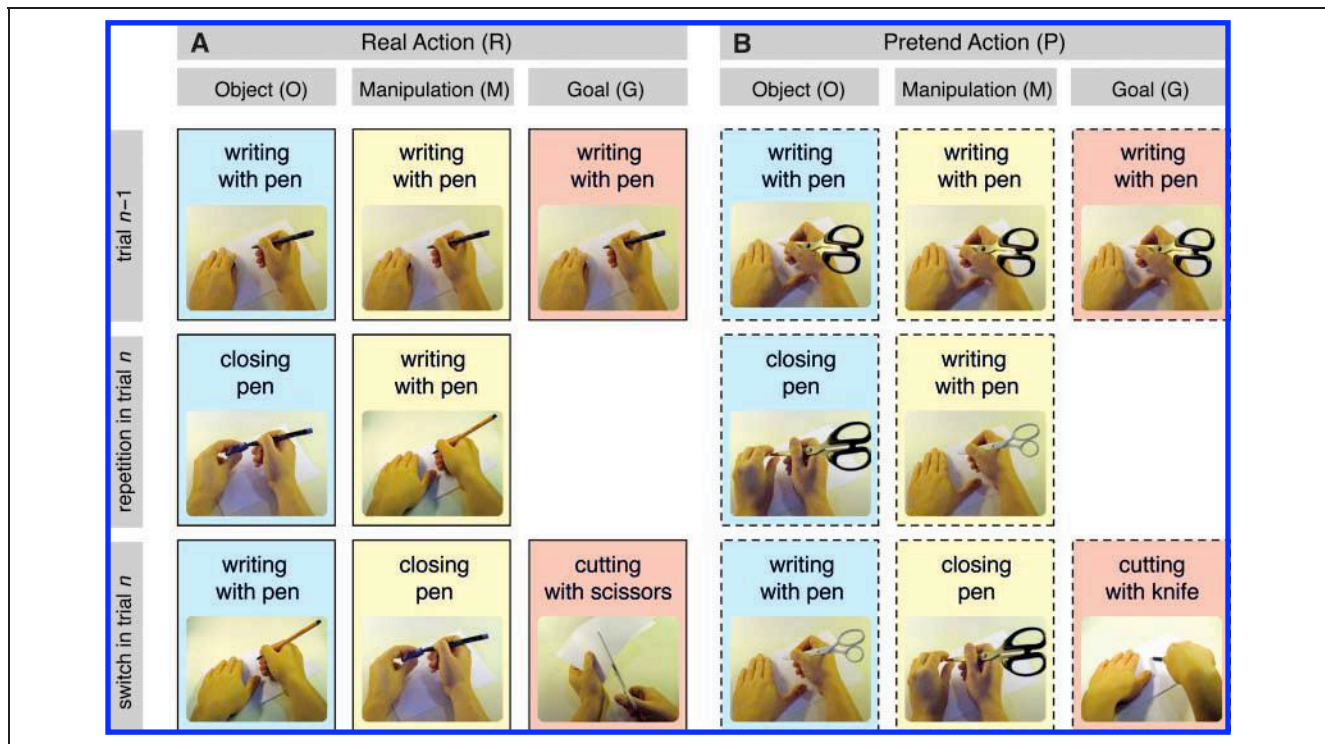 A Real Action (R)
B Pretend Action (P)
Object (O) Manipulation (M) Goal (G) Object (O) Manipulation (M) Goal (G)
trial n−1
writing
with pen
writing
with pen
writing
with pen
writing
with pen
writing
with pen
writing
with pen
repetition in trial n
closing
pen
writing
with pen
closing
pen
writing
with pen
switch in trial n
writing
with pen
closing
pen
cutting
with scissors
writing
with pen
closing
pen
cutting
with knife